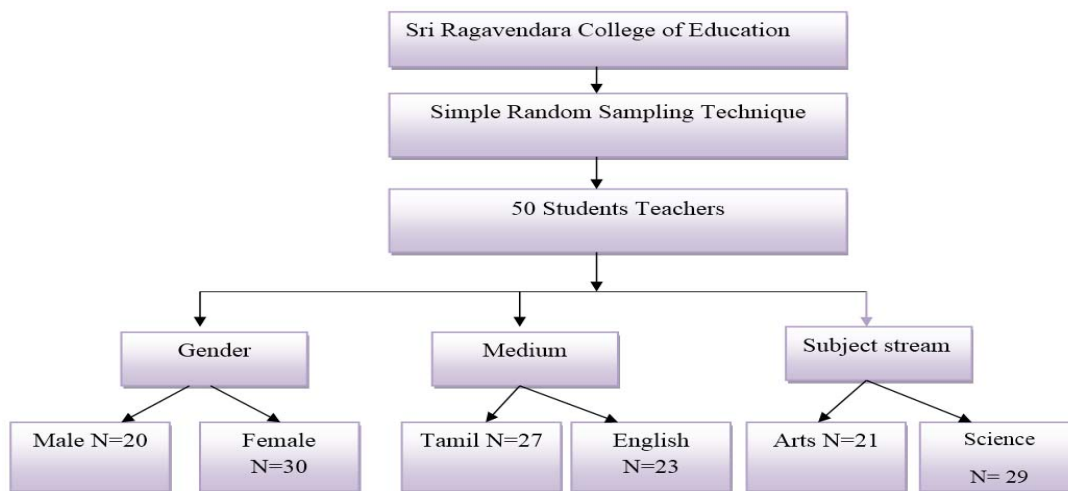 Sri Ragavendara College of Education
Simple Random Sampling Technique
50 Students Teachers
Gender
Medium
Subject stream
Male N=20
Female
N=30
Tamil N=27
English
N=23
Arts N=21
Science
N= 29